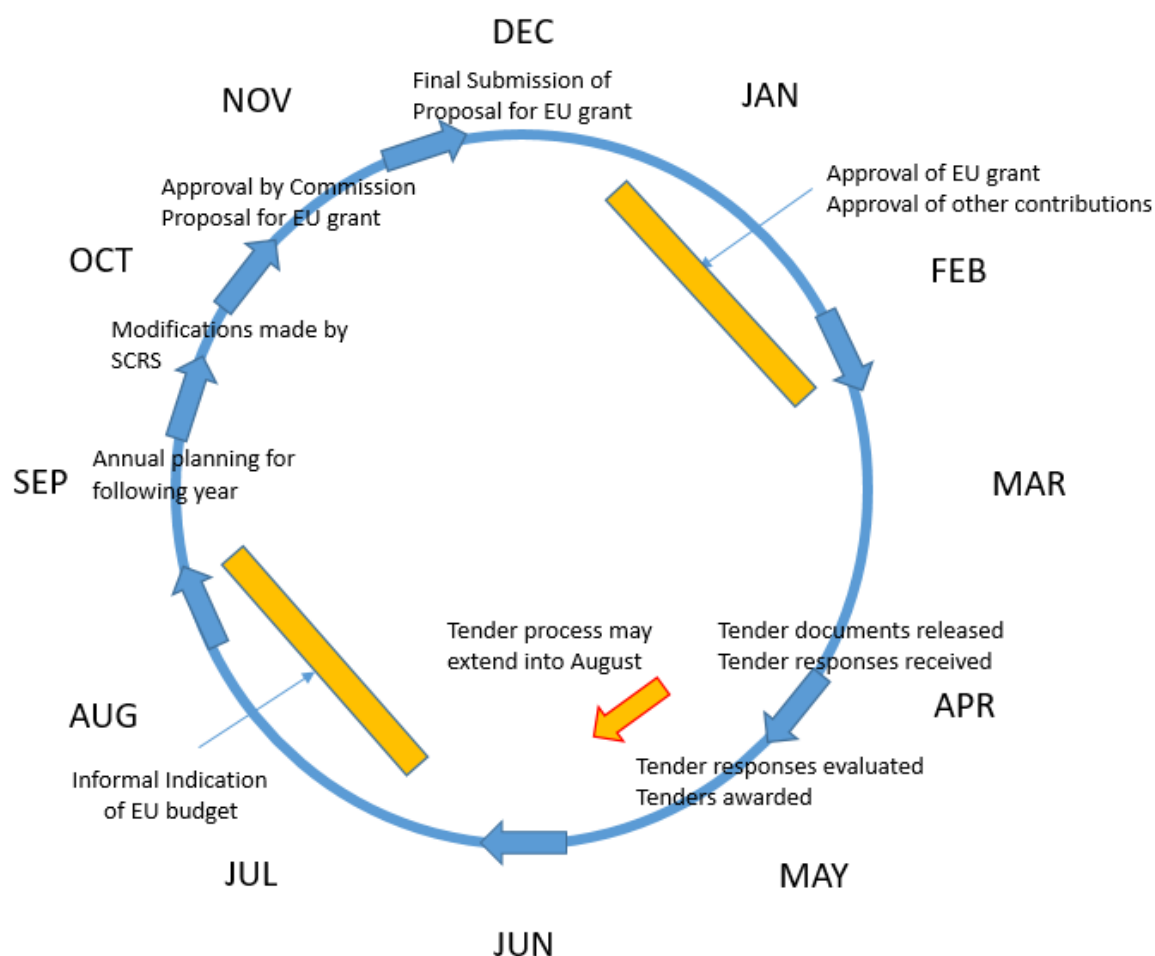 DEC
Final Submission of
Proposal for EU grant
NOV
JAN
Approval by Commission
Proposal for EU grant
Approval of EU grant
Approval of other contributions
OCT
FEB
Modifications made by
SCRS
SEP
Annual planning for
following year
MAR
Tender process may
extend into August
Tender documents released
Tender responses received
AUG
APR
Informal Indication
of EU budget
Tender responses evaluated
Tenders awarded
JUL
MAY
JUN